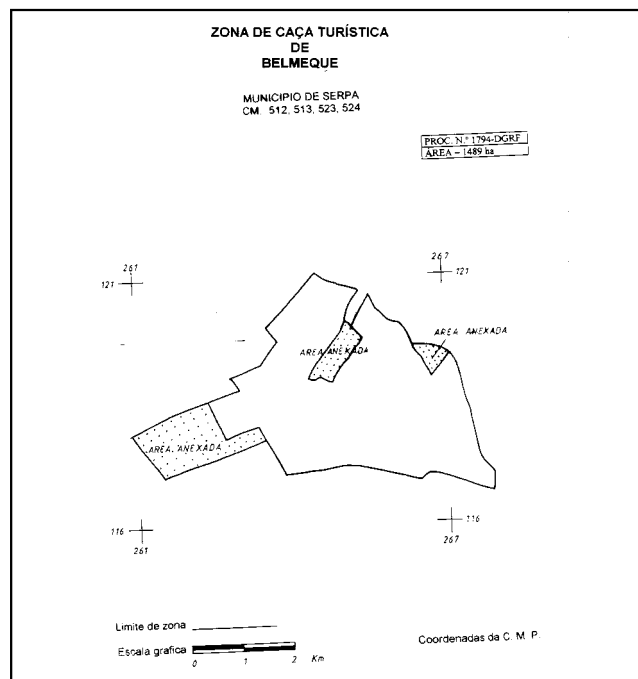 ZONA DE CAÇA TURÍSTICA
DE
BELMEQUE
MUNICIPIO DE SERPA
CM. 512, 513, 523, 524
PROC. N.º 1794-DGRF
ÁREA – 1489 ha
261
121
267
121
AREA ANEXADA
AREA ANEXADA
AREA ANEXADA
116
261
116
267
Limite de zona
Escala grafica
0 1 2 Km
Coordenadas da C. M. P.